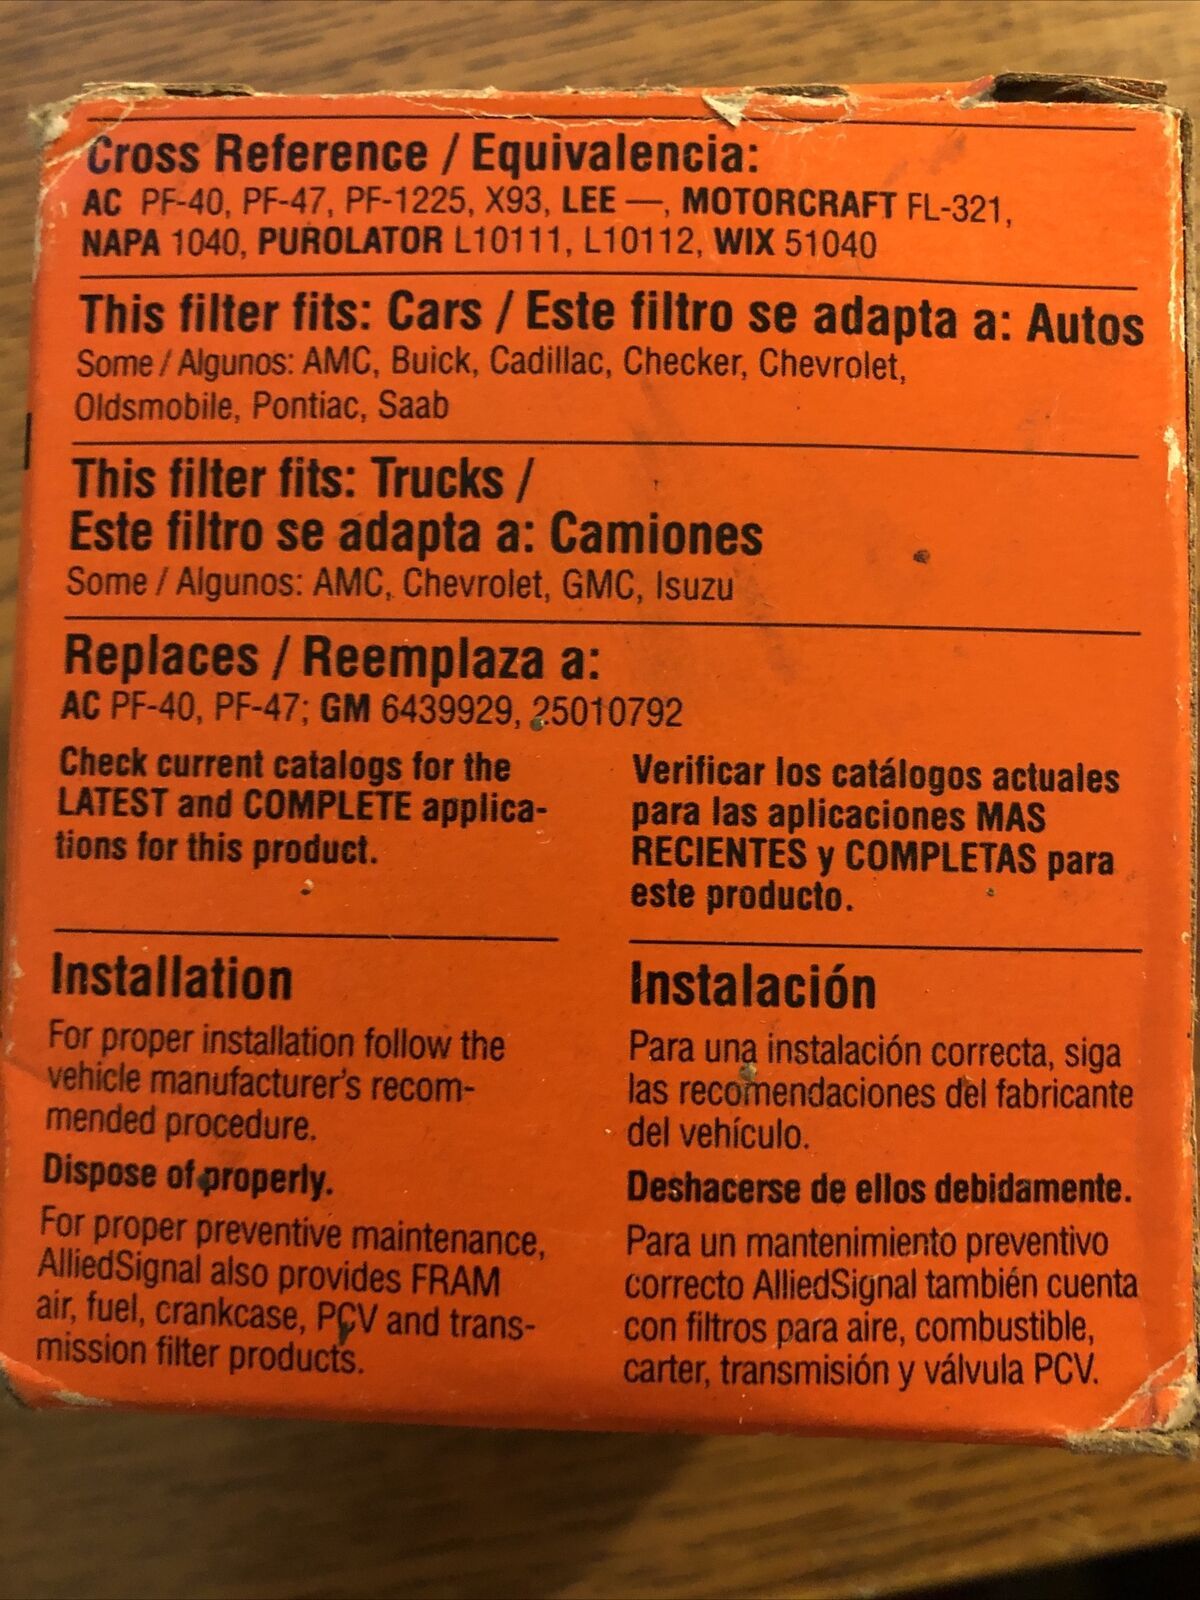 Cross Reference / Equivalencia:
AC PF-40, PF-47, PF-1225, X93, LEE —, MOTORCRAFT FL-321,
NAPA 1040, PUROLATOR L10111, L10112, WIX 51040
This filter fits: Cars / Este filtro se adapta a: Autos
Some / Algunos: AMC, Buick, Cadillac, Checker, Chevrolet,
Oldsmobile, Pontiac, Saab
This filter fits: Trucks /
Este filtro se adapta a: Camiones
Some / Algunos: AMC, Chevrolet, GMC, Isuzu
Replaces / Reemplaza a:
AC PF-40, PF-47; GM 6439929, 25010792
Check current catalogs for the
LATEST and COMPLETE applica-
tions for this product.
Verificar los catálogos actuales
para las aplicaciones MAS
RECIENTES y COMPLETAS para
este producto.
Installation
For proper installation follow the
vehicle manufacturer's recom-
mended procedure.
Dispose of properly.
For proper preventive maintenance,
AlliedSignal also provides FRAM
air, fuel, crankcase, PCV and trans-
mission filter products.
Instalación
Para una instalación correcta, siga
las recomendaciones del fabricante
del vehículo.
Deshacerse de ellos debidamente.
Para un mantenimiento preventivo
correcto AlliedSignal también cuenta
con filtros para aire, combustible,
carter, transmisión y válvula PCV.